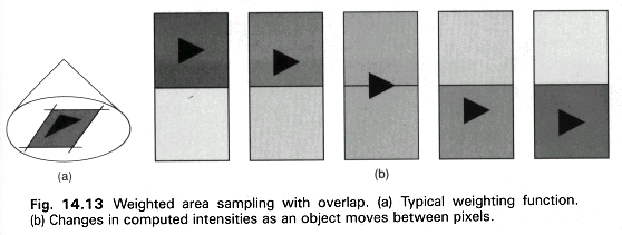 (a)
(b)
Fig. 14.13 Weighted area sampling with overlap. (a) Typical weighting function.
(b) Changes in computed intensities as an object moves between pixels.